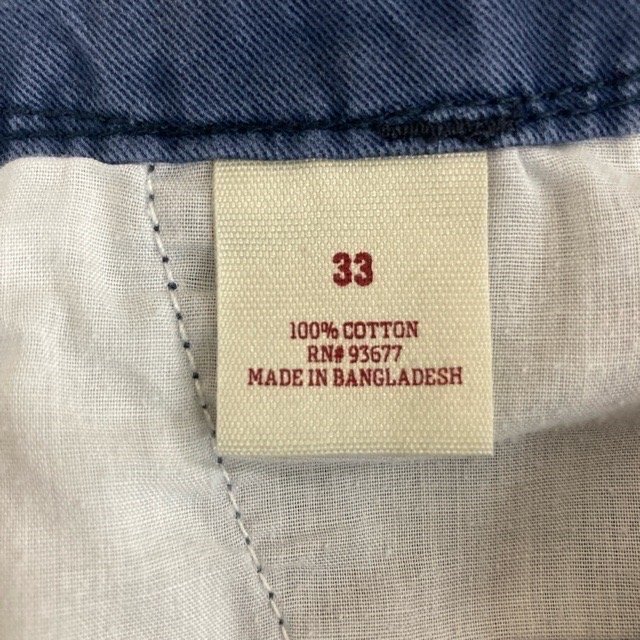 33
100% COTTON
RN# 93677
MADE IN BANGLADESH